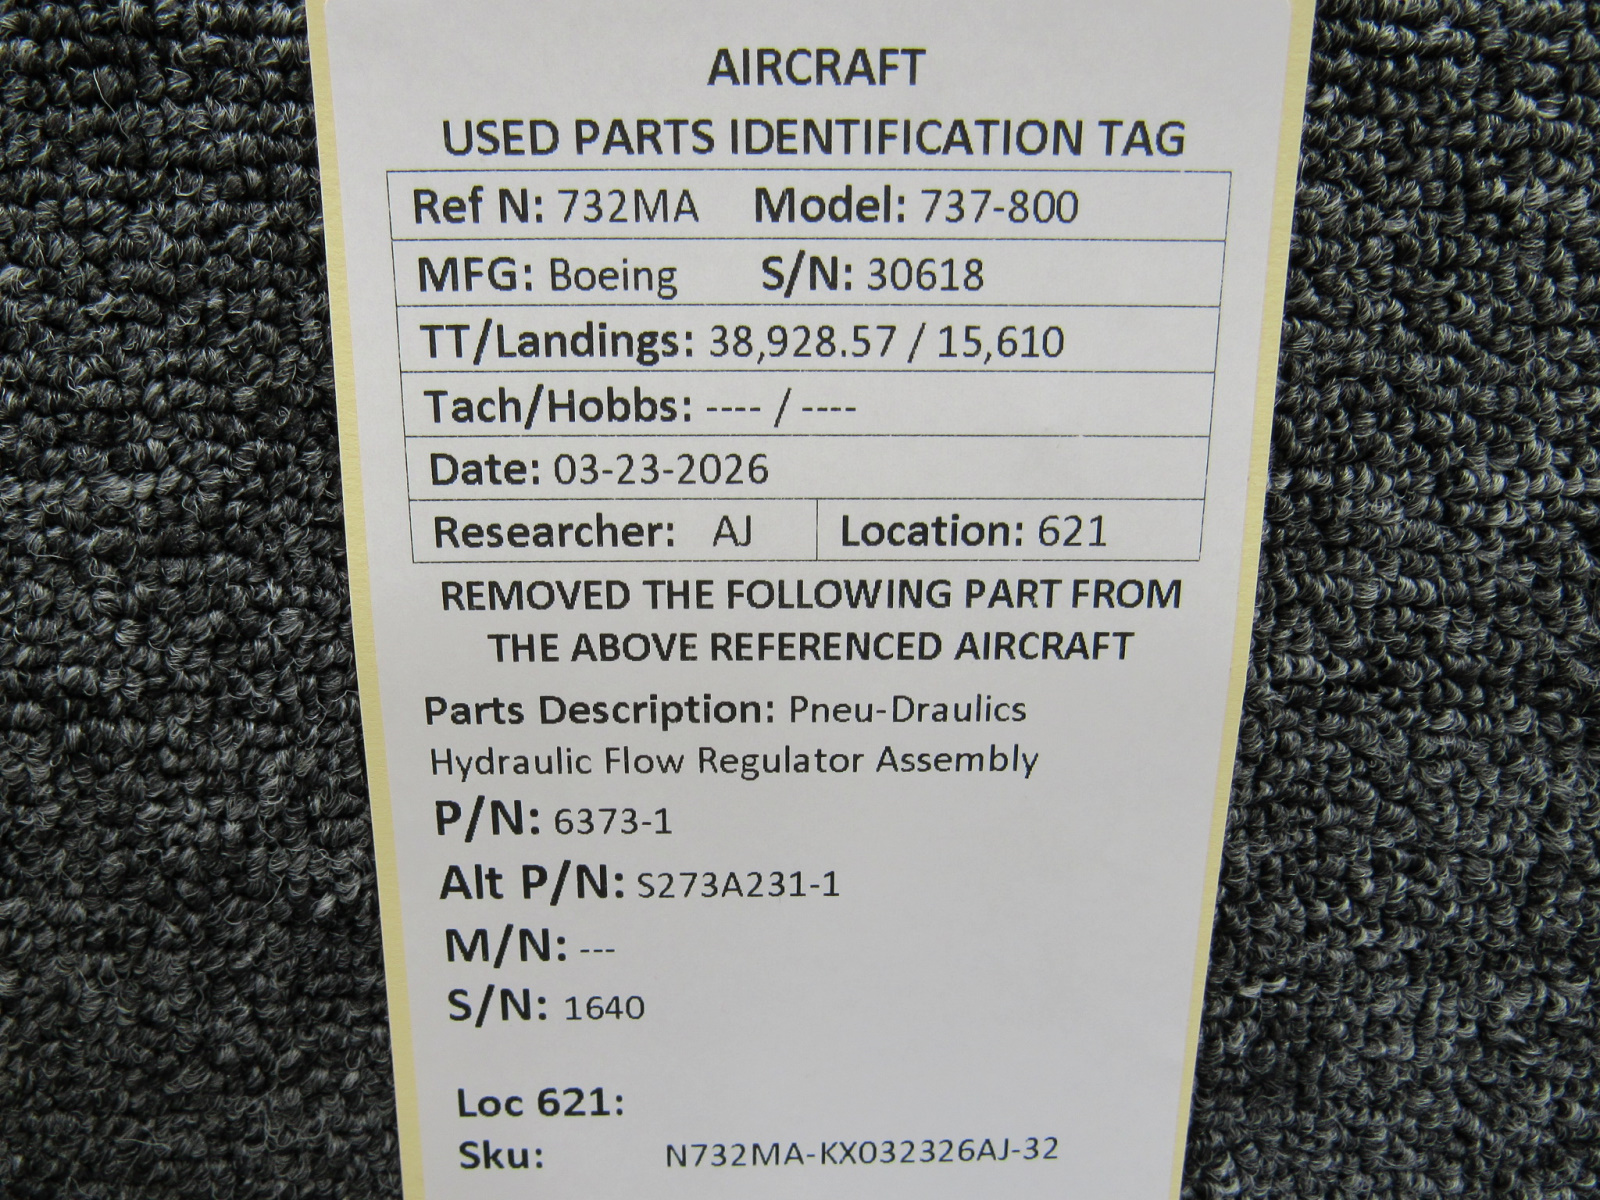 AIRCRAFT
USED PARTS IDENTIFICATION TAG
Ref N: 732MA Model: 737-800
MFG: Boeing S/N: 30618
TT/Landings: 38,928.57 / 15,610
Tach/Hobbs: ---- / ----
Date: 03-23-2026
Researcher: AJ Location: 621
REMOVED THE FOLLOWING PART FROM
THE ABOVE REFERENCED AIRCRAFT
Parts Description: Pneu-Draulics
Hydraulic Flow Regulator Assembly
P/N: 6373-1
Alt P/N: S273A231-1
M/N: ---
S/N: 1640
Loc 621:
Sku: N732MA-KX032326AJ-32